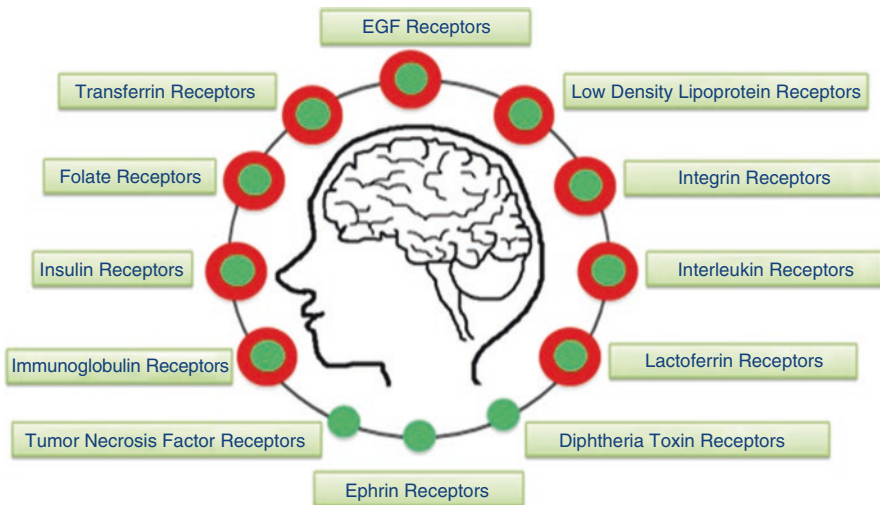 EGF Receptors
Transferrin Receptors
Low Density Lipoprotein Receptors
Folate Receptors
Integrin Receptors
Insulin Receptors
Interleukin Receptors
Immunoglobulin Receptors
Lactoferrin Receptors
Tumor Necrosis Factor Receptors
Diphtheria Toxin Receptors
Ephrin Receptors